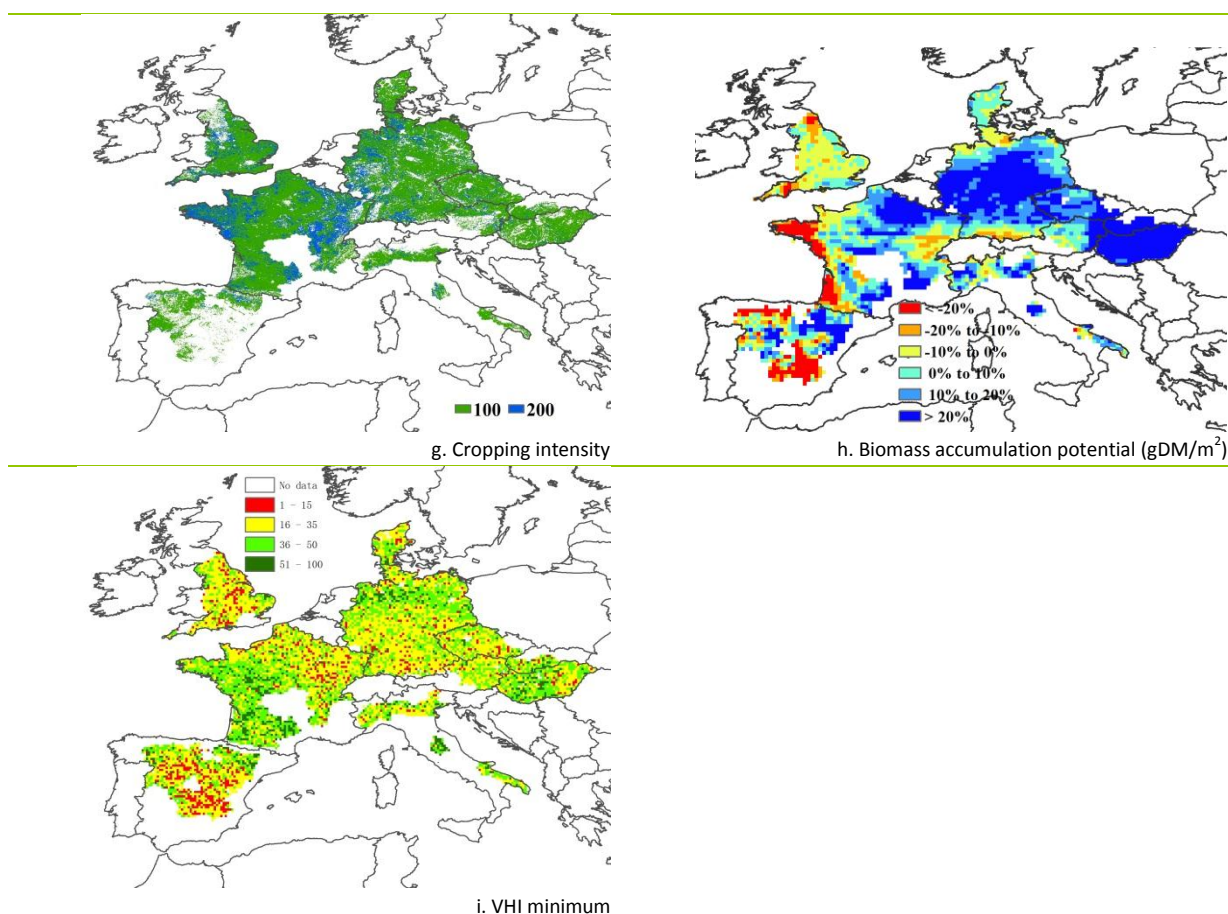 100 200
g. Cropping intensity
< -20%
-20% to -10%
-10% to 0%
0% to 10%
10% to 20%
> 20%
h. Biomass accumulation potential (gDM/m²)
No data
1 - 15
16 - 35
36 - 50
51 - 100
i. VHI minimum